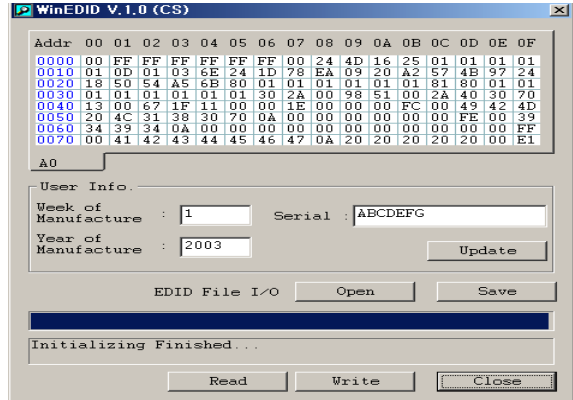 WinEDID V.1.0 (CS)
Addr 00 01 02 03 04 05 06 07 08 09 0A 0B 0C 0D 0E 0F
0000 00 FF FF FF FF FF FF 00 24 4D 16 25 01 01 01 01
0010 01 0D 01 03 6E 24 1D 78 EA 09 20 A2 57 4B 97 24
0020 18 50 54 A5 6B 80 01 01 01 01 01 01 81 80 01 01
0030 01 01 01 01 01 01 30 2A 00 98 51 00 2A 40 30 70
0040 13 00 67 1F 11 00 00 1E 00 00 00 FC 00 49 42 4D
0050 20 4C 31 38 30 70 0A 00 00 00 00 00 00 FE 00 39
0060 34 39 34 0A 00 00 00 00 00 00 00 00 00 00 00 FF
0070 00 41 42 43 44 45 46 47 0A 20 20 20 20 20 00 E1
A0
User Info.
Week of Manufacture : 1 Serial : ABCDEFG
Year of Manufacture : 2003 Update
EDID File I/O Open Save
Initializing Finished...
Read Write Close